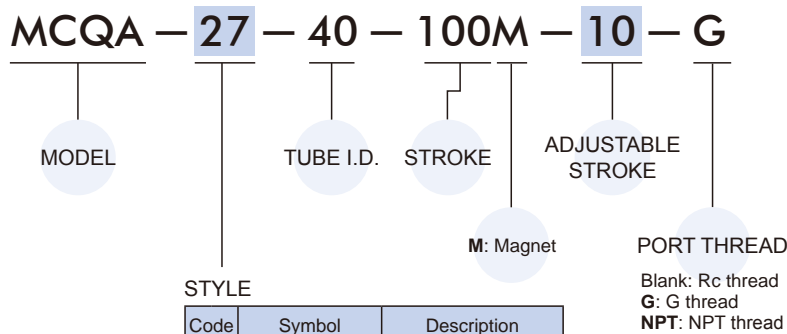 MCQA — 27 — 40 — 100M — 10 — G
MODEL
TUBE I.D.
STROKE
ADJUSTABLE
STROKE
M: Magnet
PORT THREAD
Blank: Rc thread
G: G thread
NPT: NPT thread
STYLE
Code Symbol Description